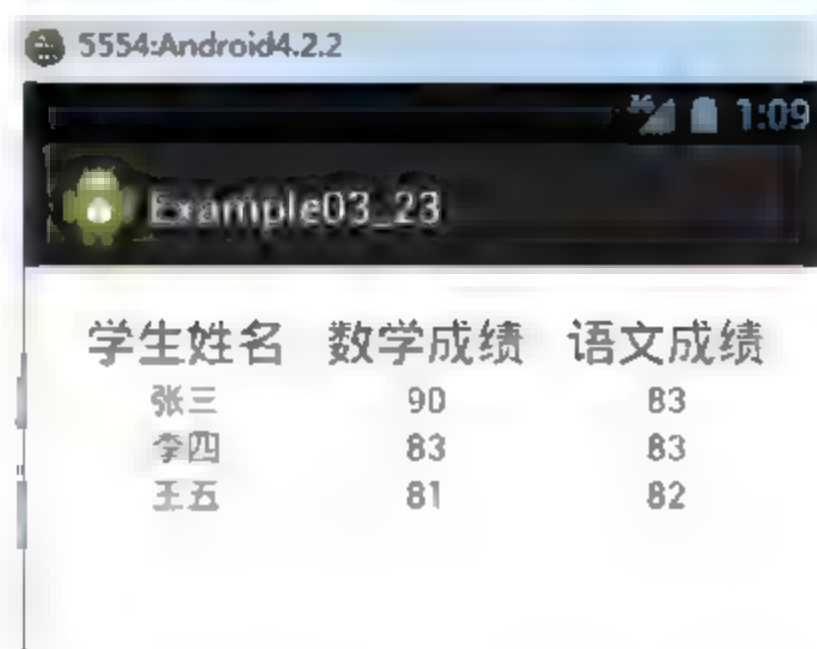 5554:Android4.2.2
3G 1:09
Example03_23
学生姓名 数学成绩 语文成绩
张三 90 83
李四 83 83
王五 81 82